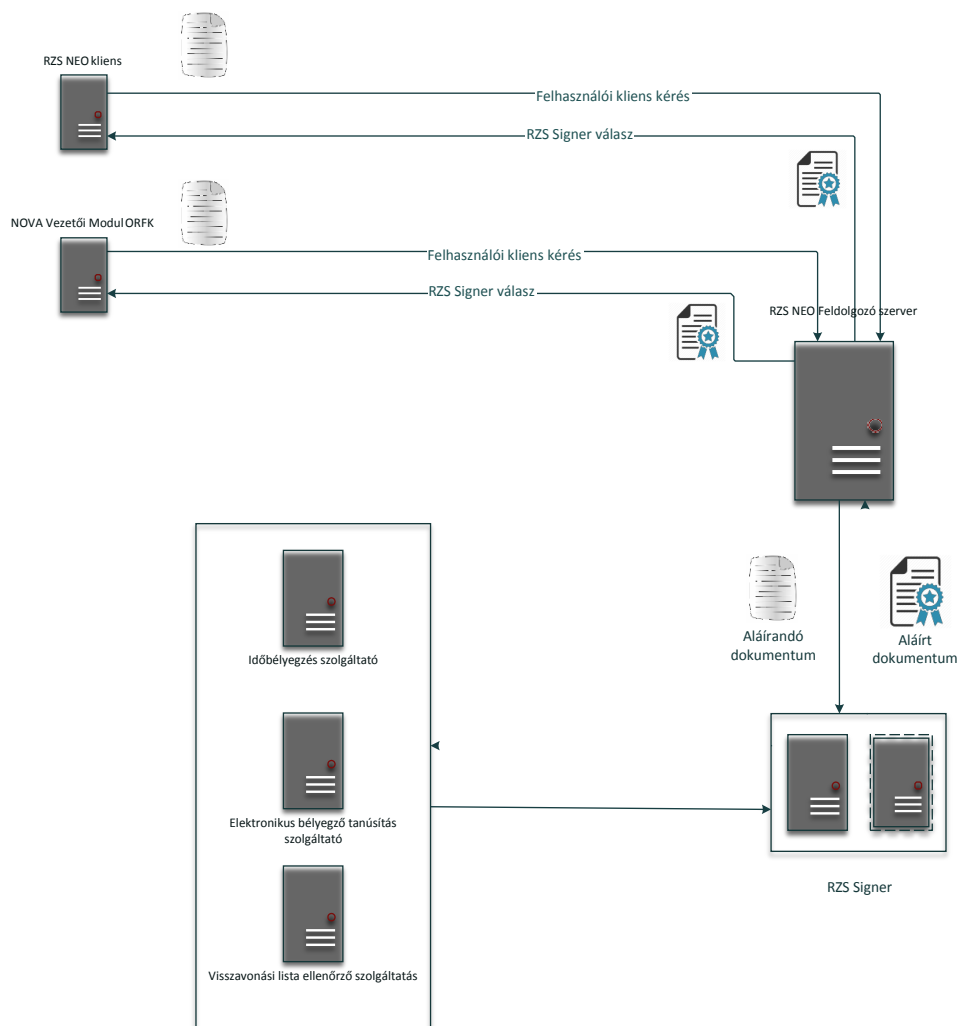 RZS NEO kliens
Felhasználói kliens kérés
RZS Signer válasz
NOVA Vezetői Modul ORFK
Felhasználói kliens kérés
RZS Signer válasz
RZS NEO Feldolgozó szerver
Időbélyegzés szolgáltató
Aláírandó
dokumentum
Aláírt
dokumentum
Elektronikus bélyegző tanúsítás
szolgáltató
RZS Signer
Visszavonási lista ellenőrző szolgáltatás